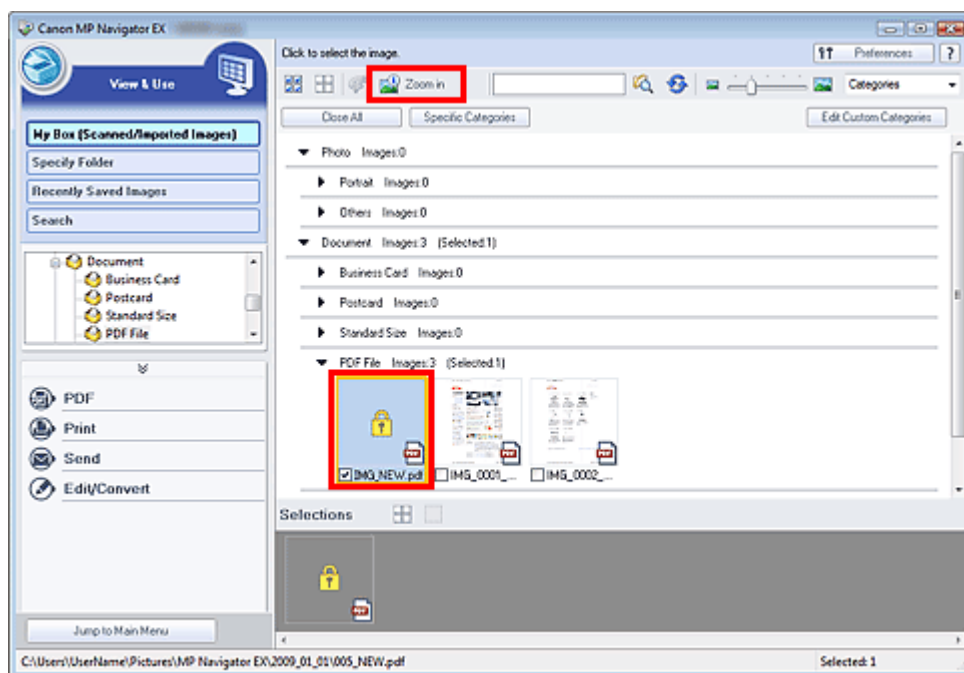 Canon MP Navigator EX
View & Use
My Box (Scanned/Imported Images)
Specify Folder
Recently Saved Images
Search
Document
Business Card
Postcard
Standard Size
PDF File
PDF
Print
Send
Edit/Convert
Jump to Main Menu
Click to select the image.
Preferences
?
Zoom in
Categories
Close All
Specific Categories
Edit Custom Categories
Photo Images:0
Portrait Images:0
Others Images:0
Document Images:3 (Selected:1)
Business Card Images:0
Postcard Images:0
Standard Size Images:0
PDF File Images:3 (Selected:1)
PDF
PDF
PDF
IMG_NEW.pdf
IMG_0001_...
IMG_0002_...
Selections
PDF
C:\Users\UserName\Pictures\MP Navigator EX\2009_01_01\005_NEW.pdf
Selected: 1